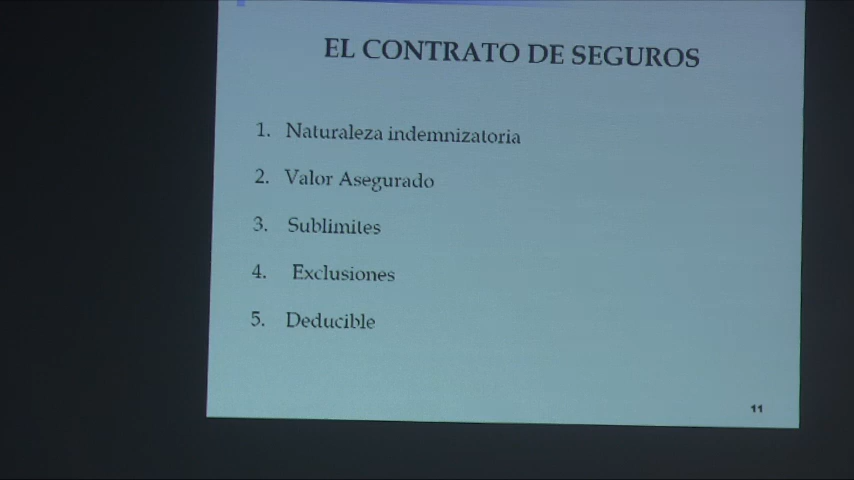 EL CONTRATO DE SEGUROS
1. Naturaleza indemnizatoria
2. Valor Asegurado
3. Sublimites
4. Exclusiones
5. Deducible
11